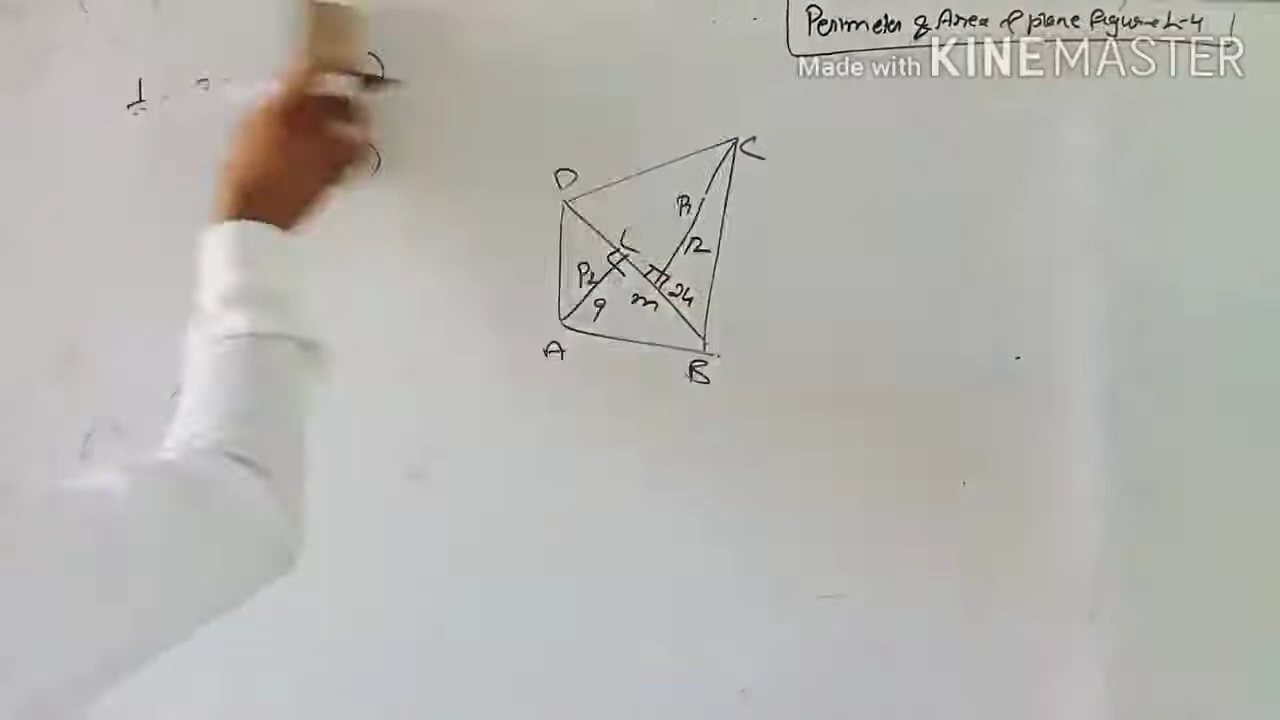 Perimeter & Area of plane figure L-4
Made with KINEMASTER
D
C
L
P1
12
P2
9
m
24
A
B